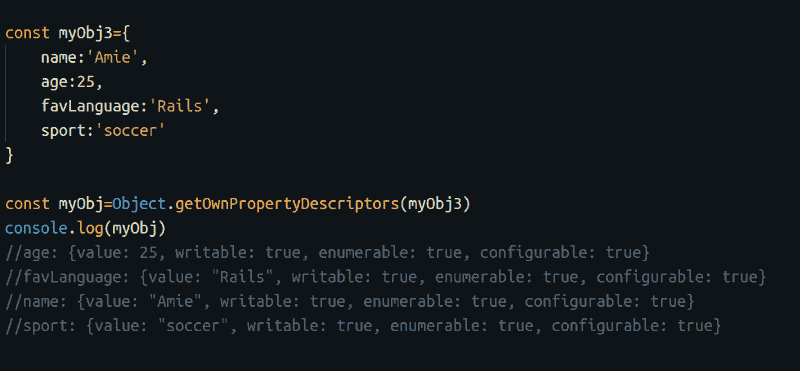 const myObj3={
    name:'Amie',
    age:25,
    favLanguage:'Rails',
    sport:'soccer'
}
const myObj=Object.getOwnPropertyDescriptors(myObj3)
console.log(myObj)
//age: {value: 25, writable: true, enumerable: true, configurable: true}
//favLanguage: {value: "Rails", writable: true, enumerable: true, configurable: true}
//name: {value: "Amie", writable: true, enumerable: true, configurable: true}
//sport: {value: "soccer", writable: true, enumerable: true, configurable: true}